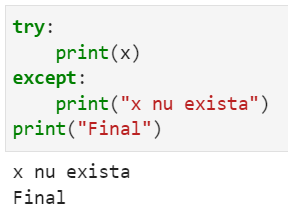 try:
    print(x)
except:
    print("x nu exista")
print("Final")
x nu exista
Final